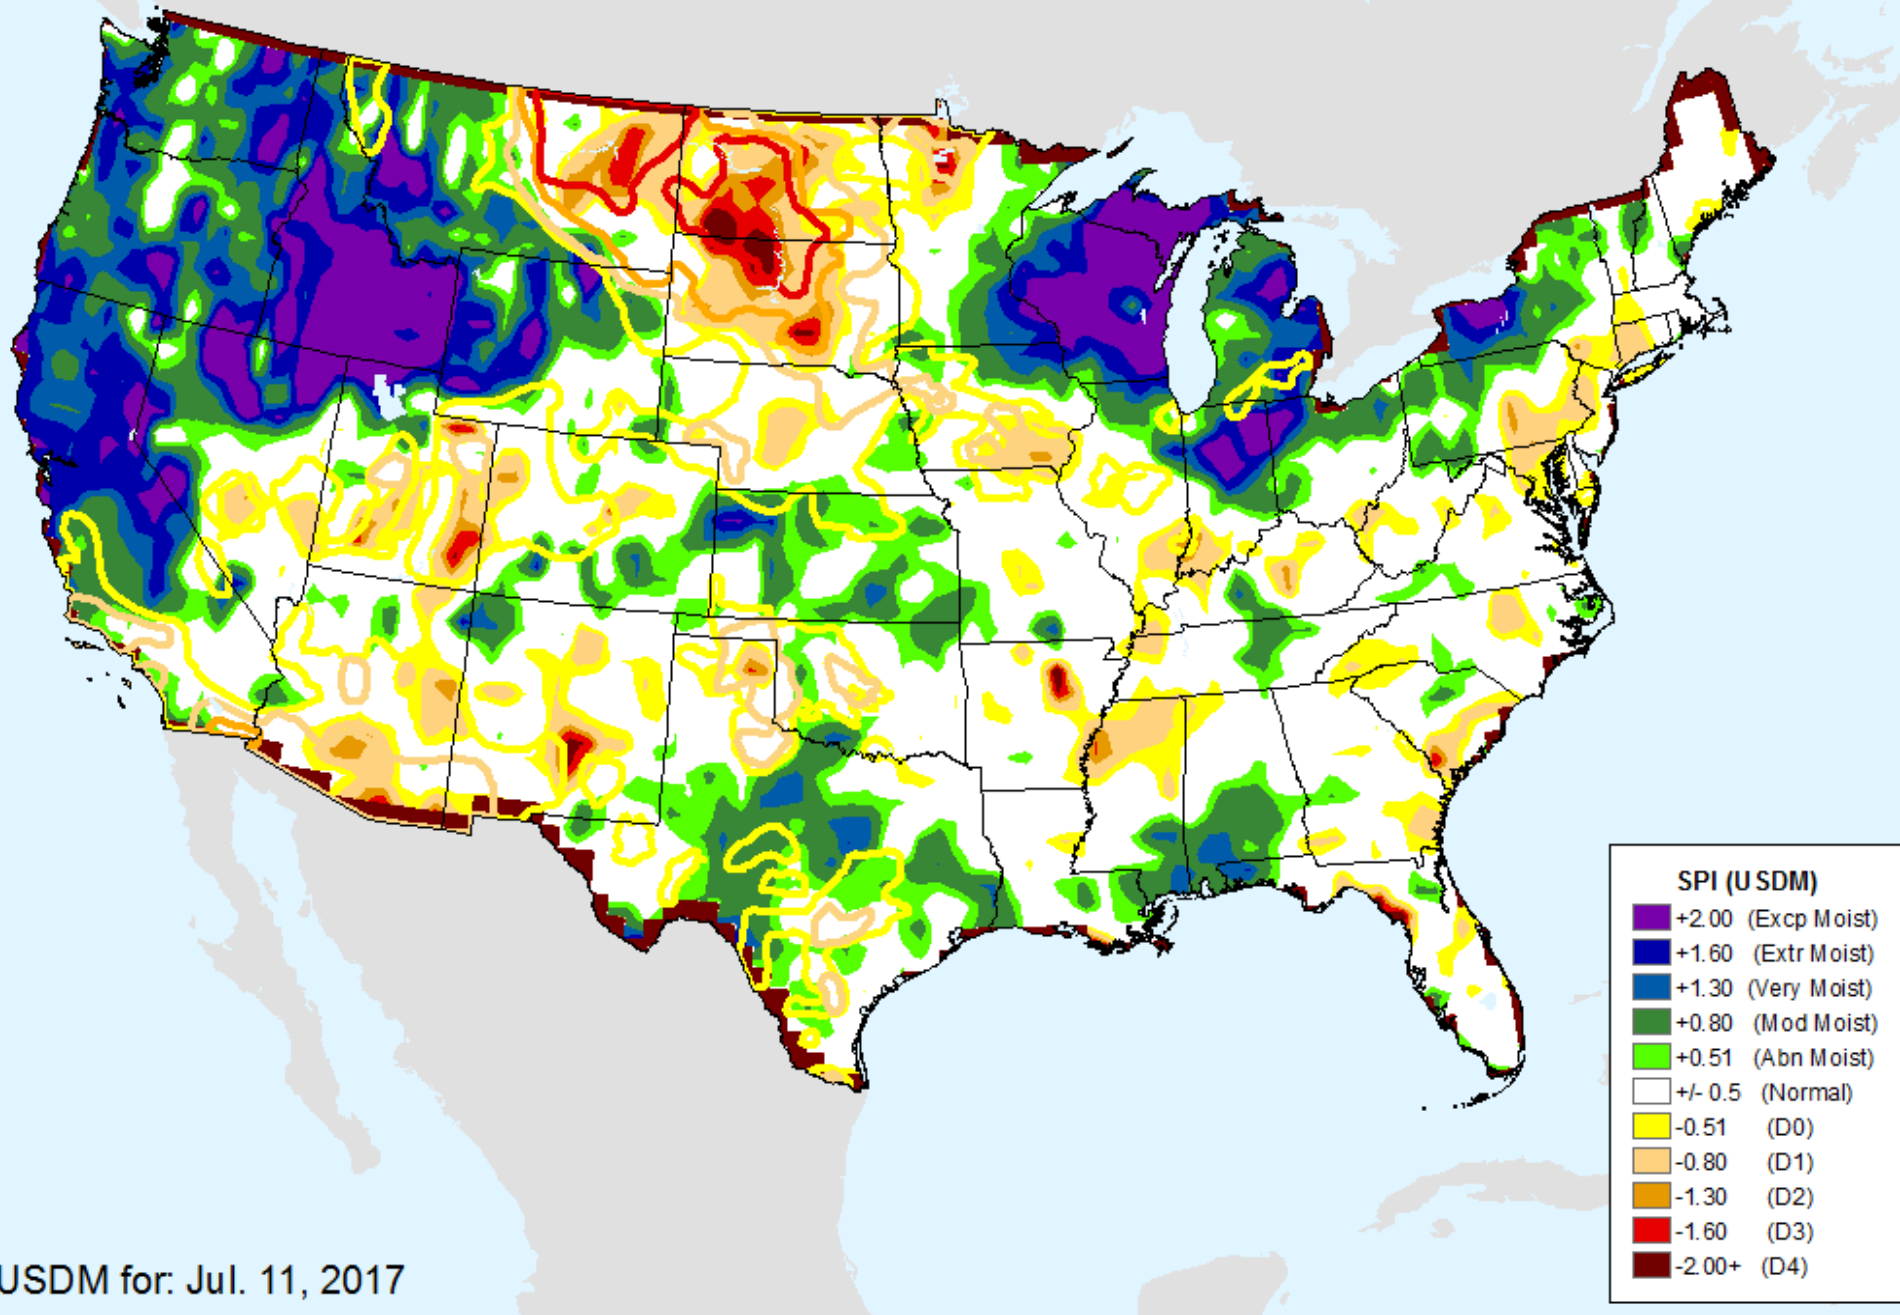 SPI (USDM)
+2.00 (Excp Moist)
+1.60 (Extr Moist)
+1.30 (Very Moist)
+0.80 (Mod Moist)
+0.51 (Abn Moist)
+/- 0.5 (Normal)
-0.51 (D0)
-0.80 (D1)
-1.30 (D2)
-1.60 (D3)
-2.00+ (D4)
USDM for: Jul. 11, 2017